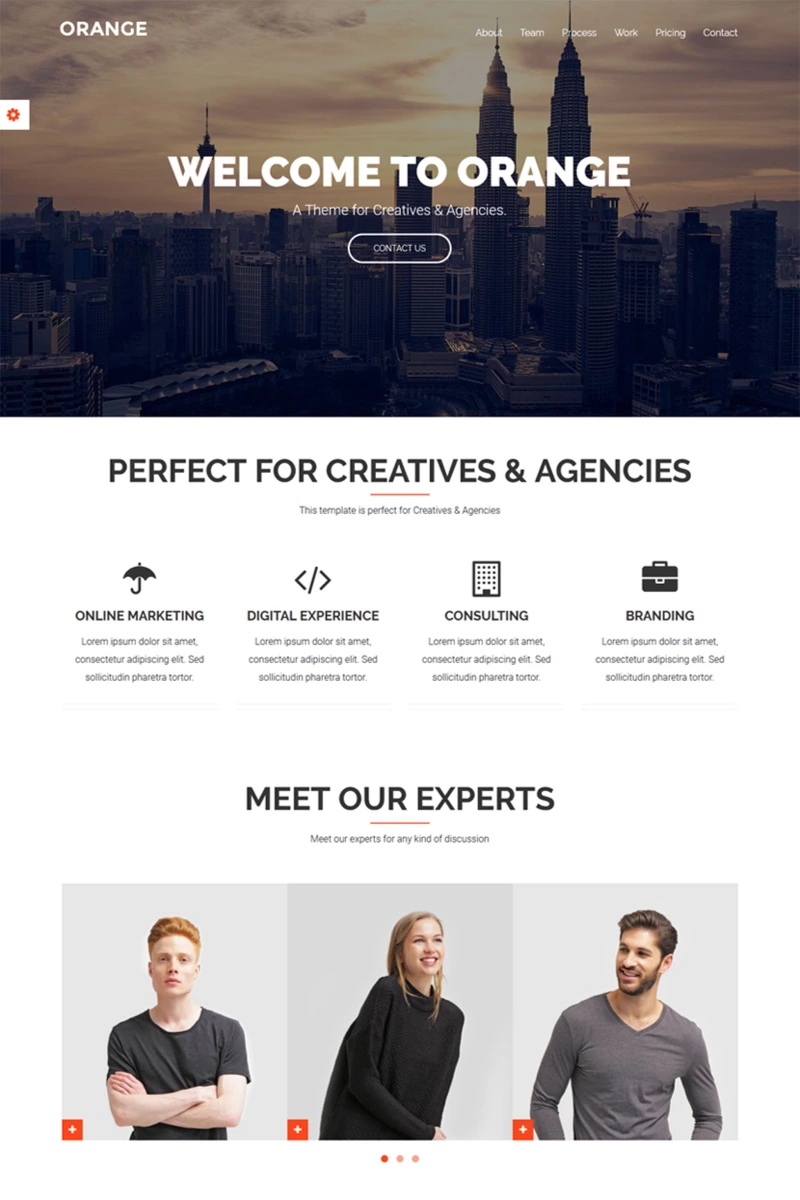 ORANGE
About Team Process Work Pricing Contact
WELCOME TO ORANGE
A Theme for Creatives & Agencies.
CONTACT US
PERFECT FOR CREATIVES & AGENCIES
This template is perfect for Creatives & Agencies
ONLINE MARKETING
Lorem ipsum dolor sit amet,
consectetur adipiscing elit. Sed
sollicitudin pharetra tortor.
DIGITAL EXPERIENCE
Lorem ipsum dolor sit amet,
consectetur adipiscing elit. Sed
sollicitudin pharetra tortor.
CONSULTING
Lorem ipsum dolor sit amet,
consectetur adipiscing elit. Sed
sollicitudin pharetra tortor.
BRANDING
Lorem ipsum dolor sit amet,
consectetur adipiscing elit. Sed
sollicitudin pharetra tortor.
MEET OUR EXPERTS
Meet our experts for any kind of discussion